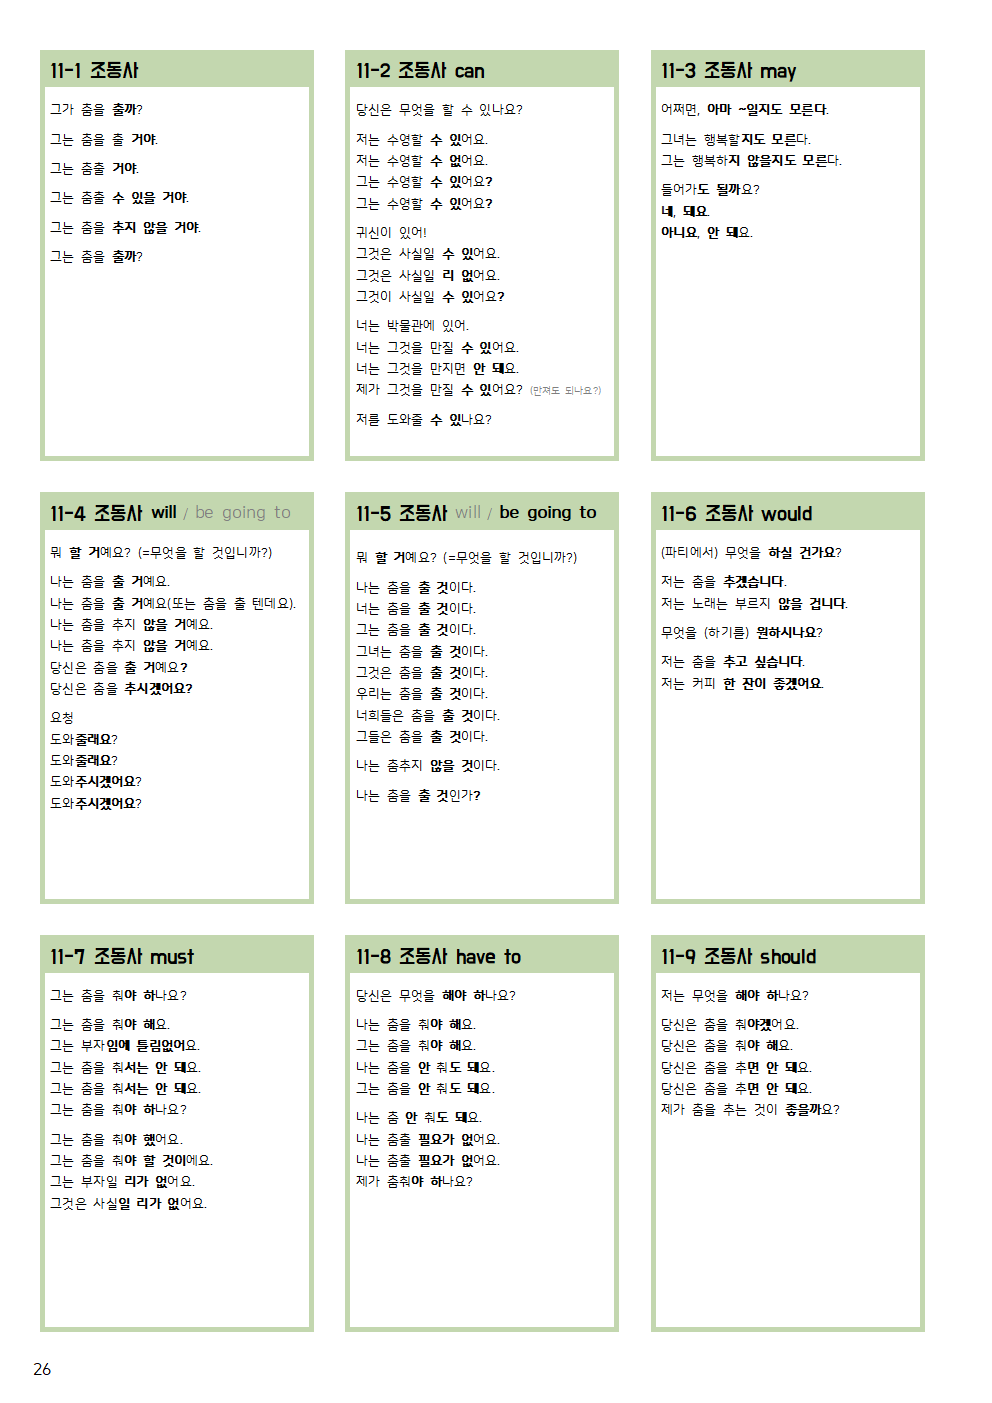 11-1 조동사
그가 춤을 출까?
그는 춤을 출 거야.
그는 춤출 거야.
그는 춤출 수 있을 거야.
그는 춤을 추지 않을 거야.
그는 춤을 출까?
11-2 조동사 can
당신은 무엇을 할 수 있나요?
저는 수영할 수 있어요.
저는 수영할 수 없어요.
그는 수영할 수 있어요?
그는 수영할 수 있어요?
귀신이 있어!
그것은 사실일 수 있어요.
그것은 사실일 리 없어요.
그것이 사실일 수 있어요?
너는 박물관에 있어.
너는 그것을 만질 수 있어요.
너는 그것을 만지면 안 돼요.
제가 그것을 만질 수 있어요? (만져도 되나요?)
저를 도와줄 수 있나요?
11-3 조동사 may
어쩌면, 아마 ~일지도 모른다.
그녀는 행복할지도 모른다.
그는 행복하지 않을지도 모른다.
들어가도 될까요?
네, 돼요.
아니요, 안 돼요.
11-4 조동사 will / be going to
뭐 할 거예요? (=무엇을 할 것입니까?)
나는 춤을 출 거예요.
나는 춤을 출 거예요(또는 춤을 출 텐데요).
나는 춤을 추지 않을 거예요.
나는 춤을 추지 않을 거예요.
당신은 춤을 출 거예요?
당신은 춤을 추시겠어요?
요청
도와줄래요?
도와줄래요?
도와주시겠어요?
도와주시겠어요?
11-5 조동사 will / be going to
뭐 할 거예요? (=무엇을 할 것입니까?)
나는 춤을 출 것이다.
너는 춤을 출 것이다.
그는 춤을 출 것이다.
그녀는 춤을 출 것이다.
그것은 춤을 출 것이다.
우리는 춤을 출 것이다.
너희들은 춤을 출 것이다.
그들은 춤을 출 것이다.
나는 춤추지 않을 것이다.
나는 춤을 출 것인가?
11-6 조동사 would
(파티에서) 무엇을 하실 건가요?
저는 춤을 추겠습니다.
저는 노래는 부르지 않을 겁니다.
무엇을 (하기를) 원하시나요?
저는 춤을 추고 싶습니다.
저는 커피 한 잔이 좋겠어요.
11-7 조동사 must
그는 춤을 춰야 하나요?
그는 춤을 춰야 해요.
그는 부자임에 틀림없어요.
그는 춤을 춰서는 안 돼요.
그는 춤을 춰서는 안 돼요.
그는 춤을 춰야 하나요?
그는 춤을 춰야 했어요.
그는 춤을 춰야 할 것이에요.
그는 부자일 리가 없어요.
그것은 사실일 리가 없어요.
11-8 조동사 have to
당신은 무엇을 해야 하나요?
나는 춤을 춰야 해요.
그는 춤을 춰야 해요.
나는 춤을 안 춰도 돼요.
그는 춤을 안 춰도 돼요.
나는 춤 안 춰도 돼요.
나는 춤출 필요가 없어요.
나는 춤출 필요가 없어요.
제가 춤춰야 하나요?
11-9 조동사 should
저는 무엇을 해야 하나요?
당신은 춤을 춰야겠어요.
당신은 춤을 춰야 해요.
당신은 춤을 추면 안 돼요.
당신은 춤을 추면 안 돼요.
제가 춤을 추는 것이 좋을까요?
26